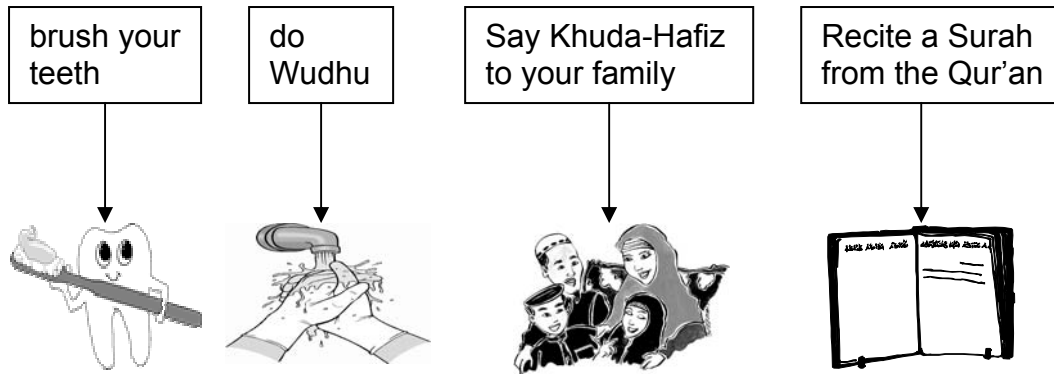 brush your
teeth
do
Wudhu
Say Khuda-Hafiz
to your family
Recite a Surah
from the Qur’an